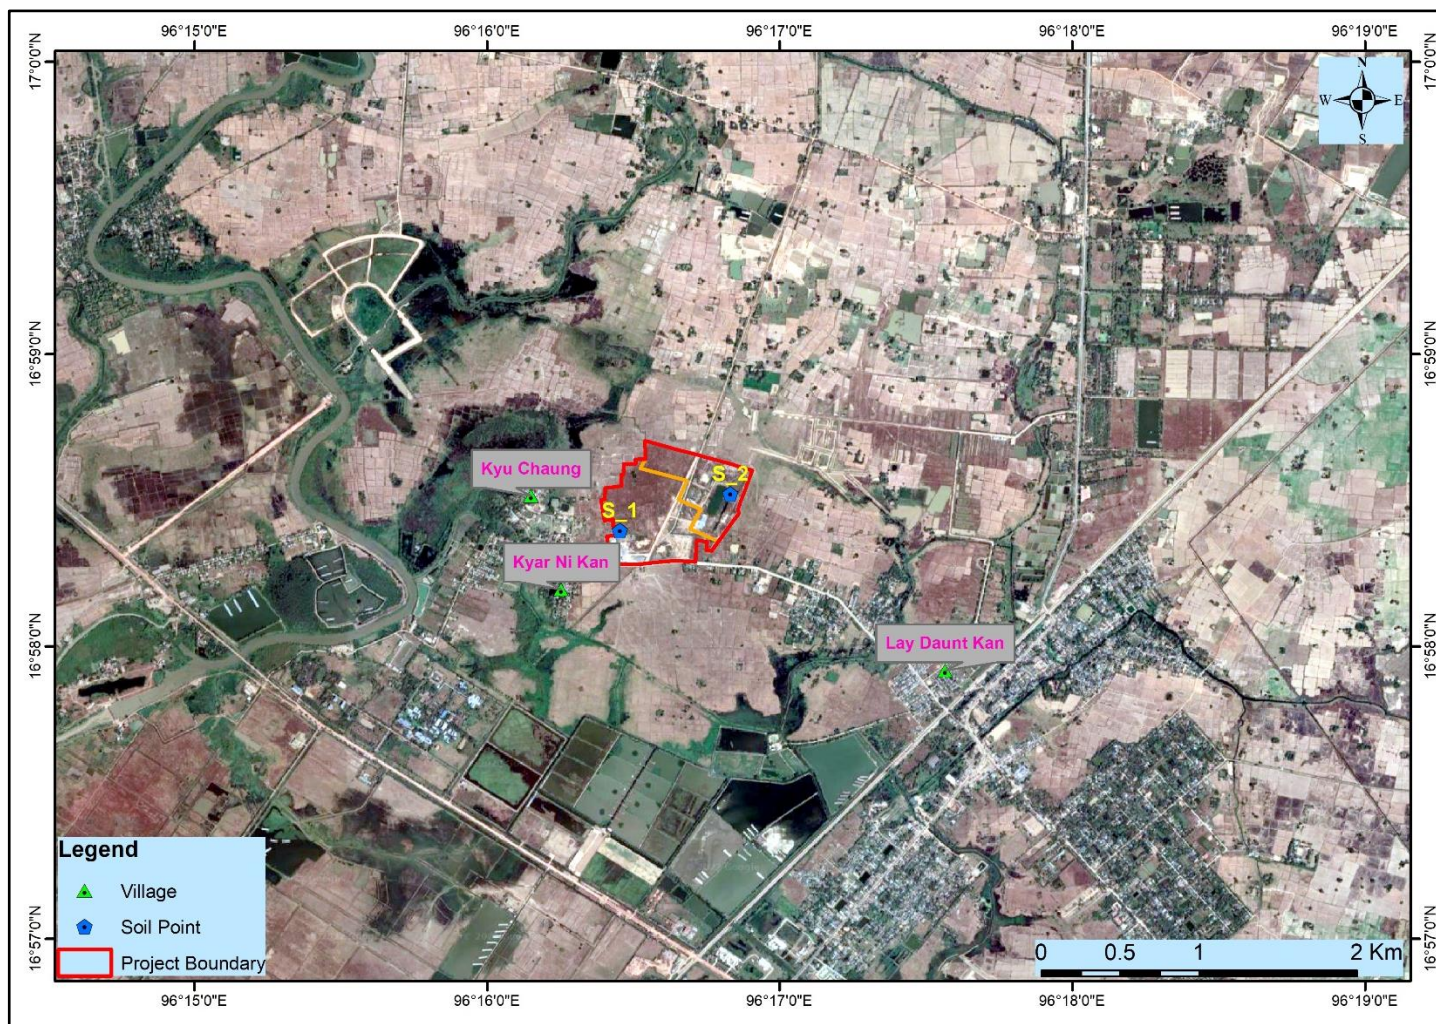 96°15'0"E 96°16'0"E 96°17'0"E 96°18'0"E 96°19'0"E
17°0'0"N 17°0'0"N
N
W E
S
16°59'0"N 16°59'0"N
Kyu Chaung
S_2
S_1
Kyar Ni Kan
16°58'0"N 16°58'0"N
Lay Daunt Kan
Legend
Village
Soil Point
Project Boundary
16°57'0"N 16°57'0"N
0 0.5 1 2 Km
96°15'0"E 96°16'0"E 96°17'0"E 96°18'0"E 96°19'0"E